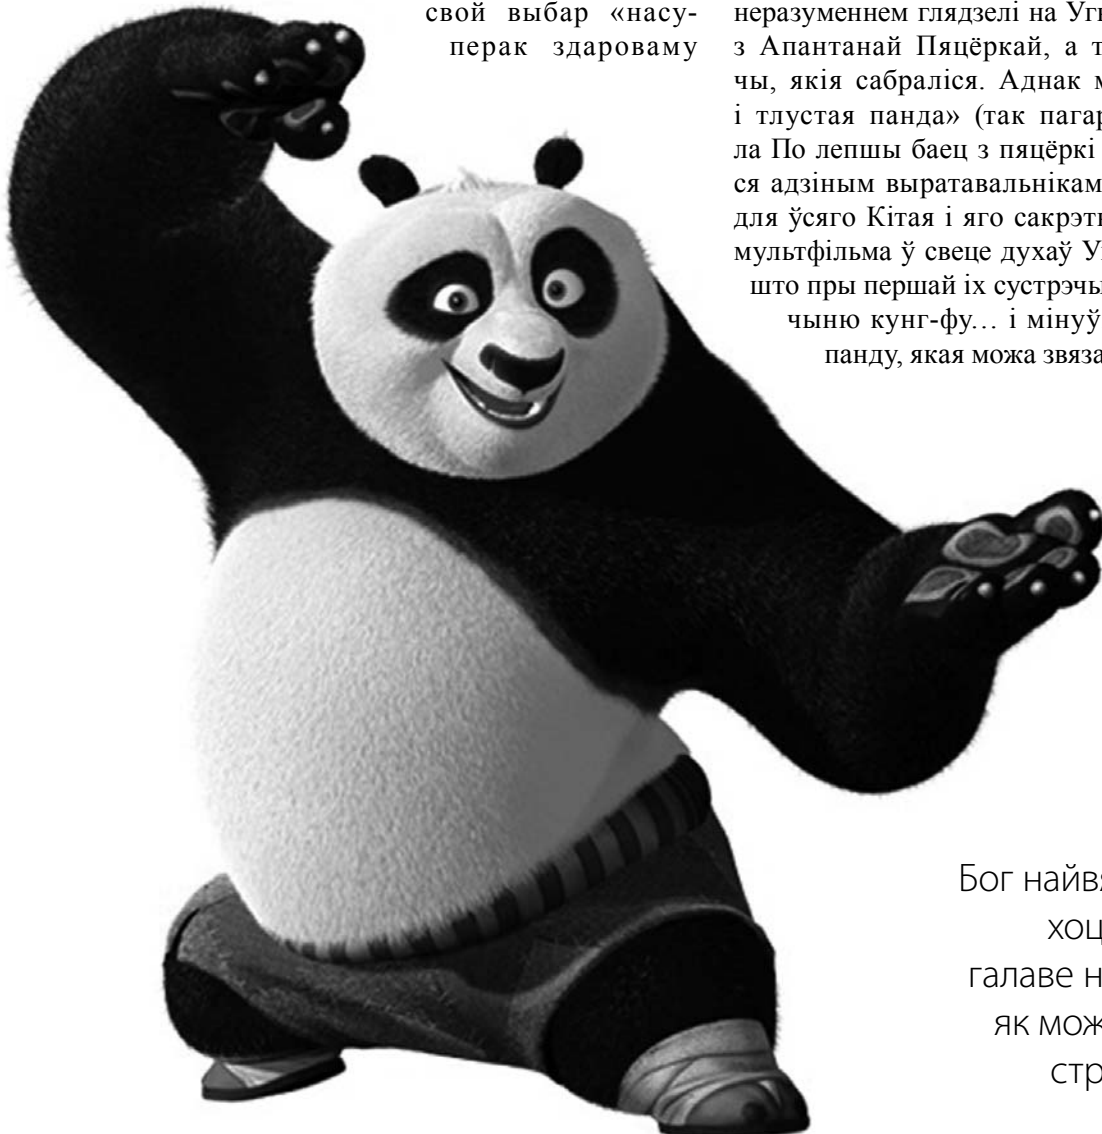 свой выбар «насу-
перак здароваму
неразуменнем глядзелі на Уг
з Апантанай Пяцёркай, а т
чы, якія сабраліся. Аднак м
і тлустая панда» (так пагар
ла По лепшы баец з пяцёркі
ся адзіным выратавальнікам
для ўсяго Кітая і яго сакрэт
мультфільма ў свеце духаў У
што пры першай іх сустрэчы
чыню кунг-фу… і мінуў
панду, якая можа звяза
Бог найвя
хоц
галаве н
як мож
стр